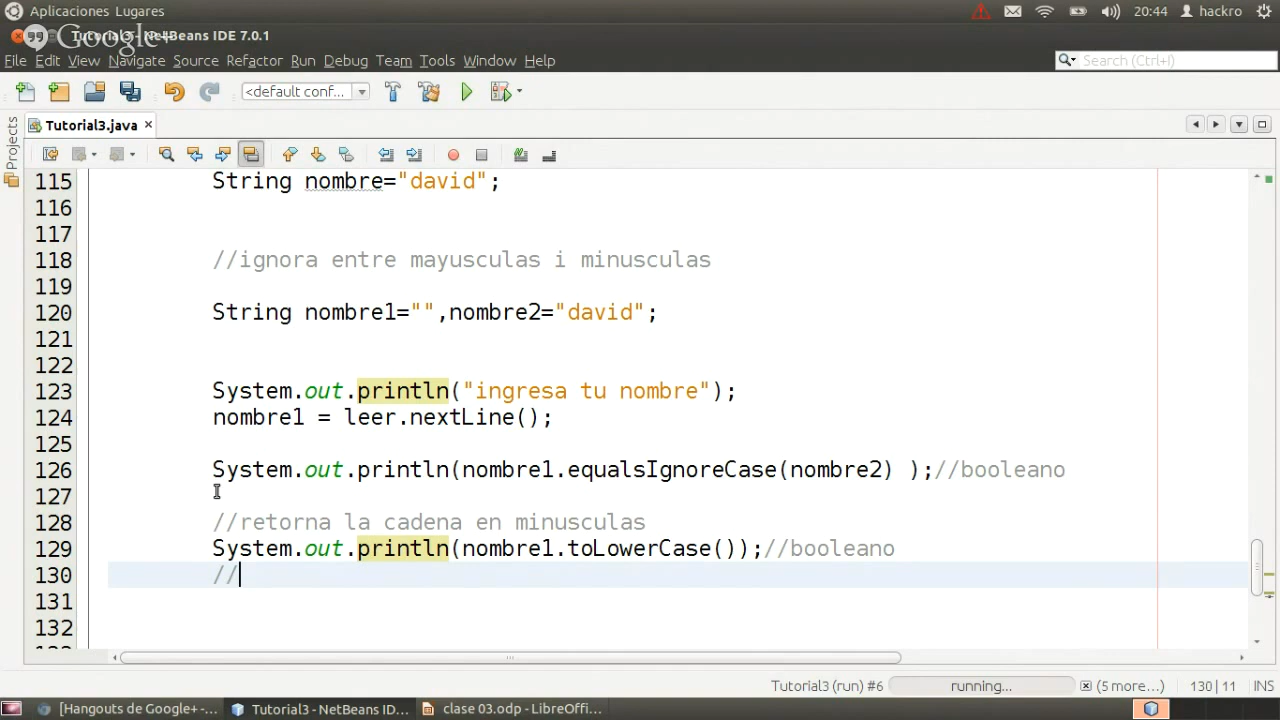 Aplicaciones Lugares
20:44 hackro
Google+
Tutorial3 - NetBeans IDE 7.0.1
File Edit View Navigate Source Refactor Run Debug Team Tools Window Help
Search (Ctrl+I)
<default conf...
Projects
Tutorial3.java
115 String nombre="david";
116
117
118 //ignora entre mayusculas i minusculas
119
120 String nombre1="",nombre2="david";
121
122
123 System.out.println("ingresa tu nombre");
124 nombre1 = leer.nextLine();
125
126 System.out.println(nombre1.equalsIgnoreCase(nombre2) );//booleano
127
128 //retorna la cadena en minusculas
129 System.out.println(nombre1.toLowerCase());//booleano
130 //
131
132
Tutorial3 (run) #6 running... (5 more...) 130|11 INS
[Hangouts de Google+ -... Tutorial3 - NetBeans ID... clase 03.odp - LibreOffi...